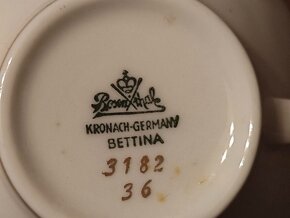 Rosenthal
KRONACH-GERMANY
BETTINA
3182
36